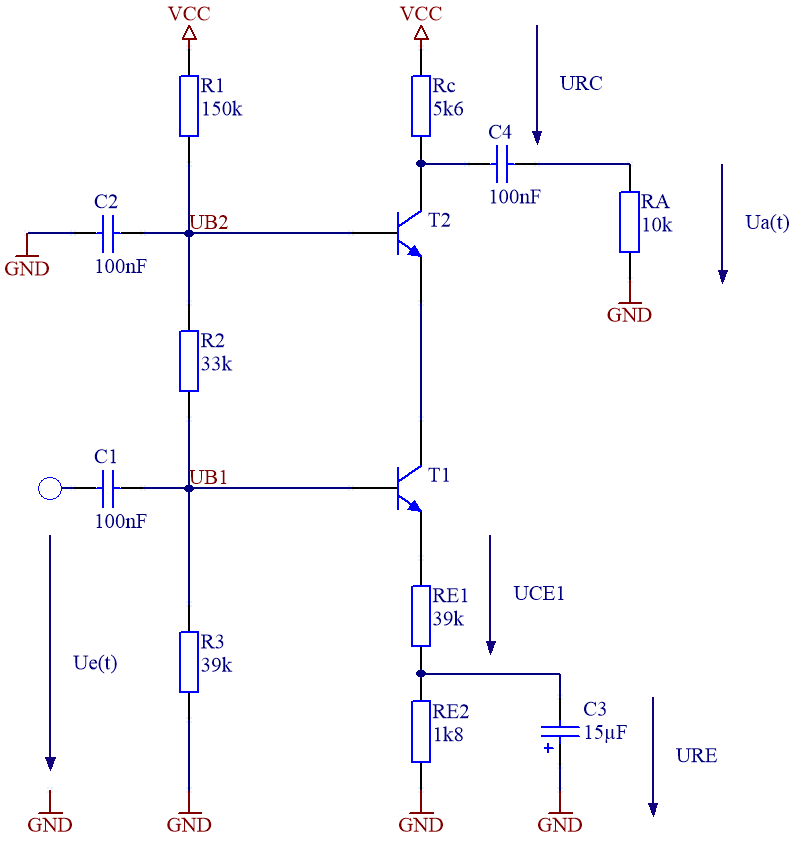 VCC
VCC
R1
150k
Rc
5k6
URC
C4
100nF
C2
100nF
GND
UB2
T2
RA
10k
Ua(t)
GND
R2
33k
C1
100nF
UB1
T1
RE1
39k
UCE1
R3
39k
Ue(t)
RE2
1k8
C3
15µF
+
URE
GND
GND
GND
GND